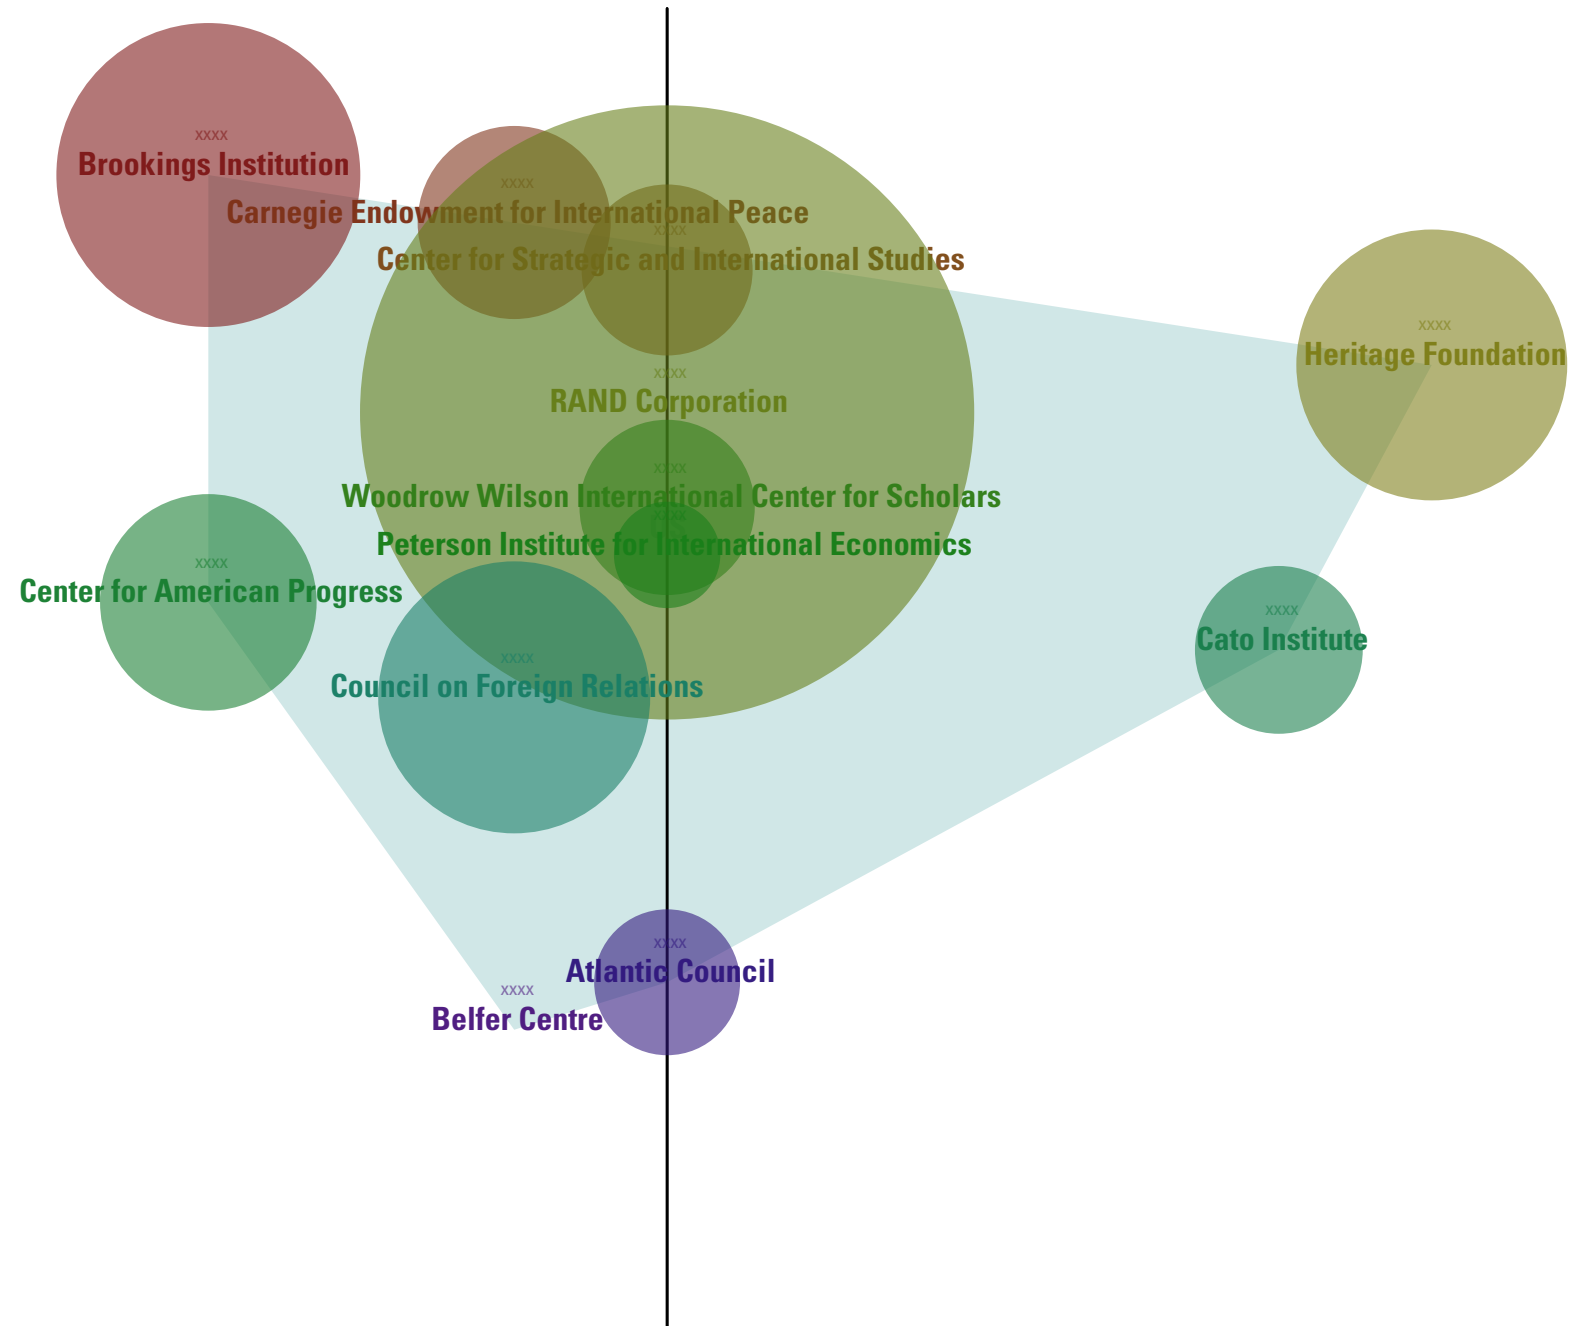 xxxx
Brookings Institution
xxxx
Carnegie Endowment for International Peace
xxxx
Center for Strategic and International Studies
xxxx
Heritage Foundation
xxxx
RAND Corporation
xxxx
Woodrow Wilson International Center for Scholars
xxxx
Peterson Institute for International Economics
xxxx
Center for American Progress
xxxx
Cato Institute
xxxx
Council on Foreign Relations
xxxx
Atlantic Council
xxxx
Belfer Centre